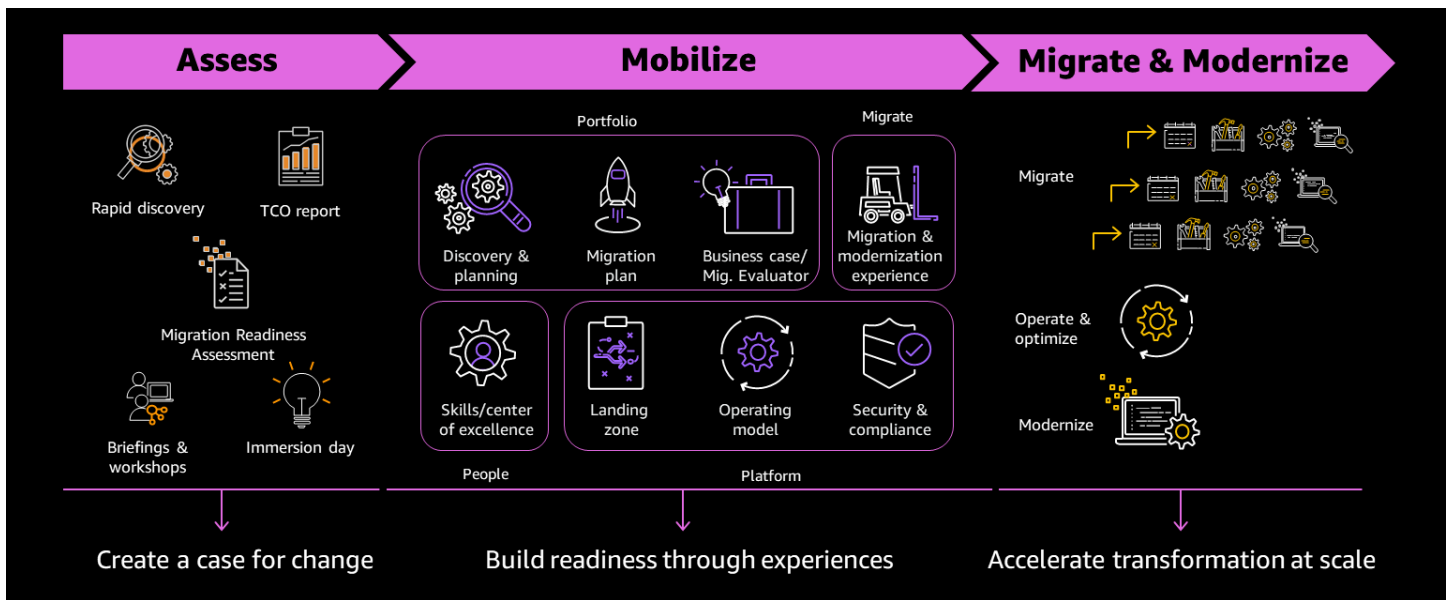 Assess
Mobilize
Migrate & Modernize
Rapid discovery
TCO report
Migration Readiness
Assessment
Briefings &
workshops
Immersion day
Portfolio
Migrate
Discovery &
planning
Migration
plan
Business case/
Mig. Evaluator
Migration &
modernization
experience
Skills/center
of excellence
Landing
zone
Operating
model
Security &
compliance
People
Platform
Migrate
Operate &
optimize
Modernize
Create a case for change
Build readiness through experiences
Accelerate transformation at scale